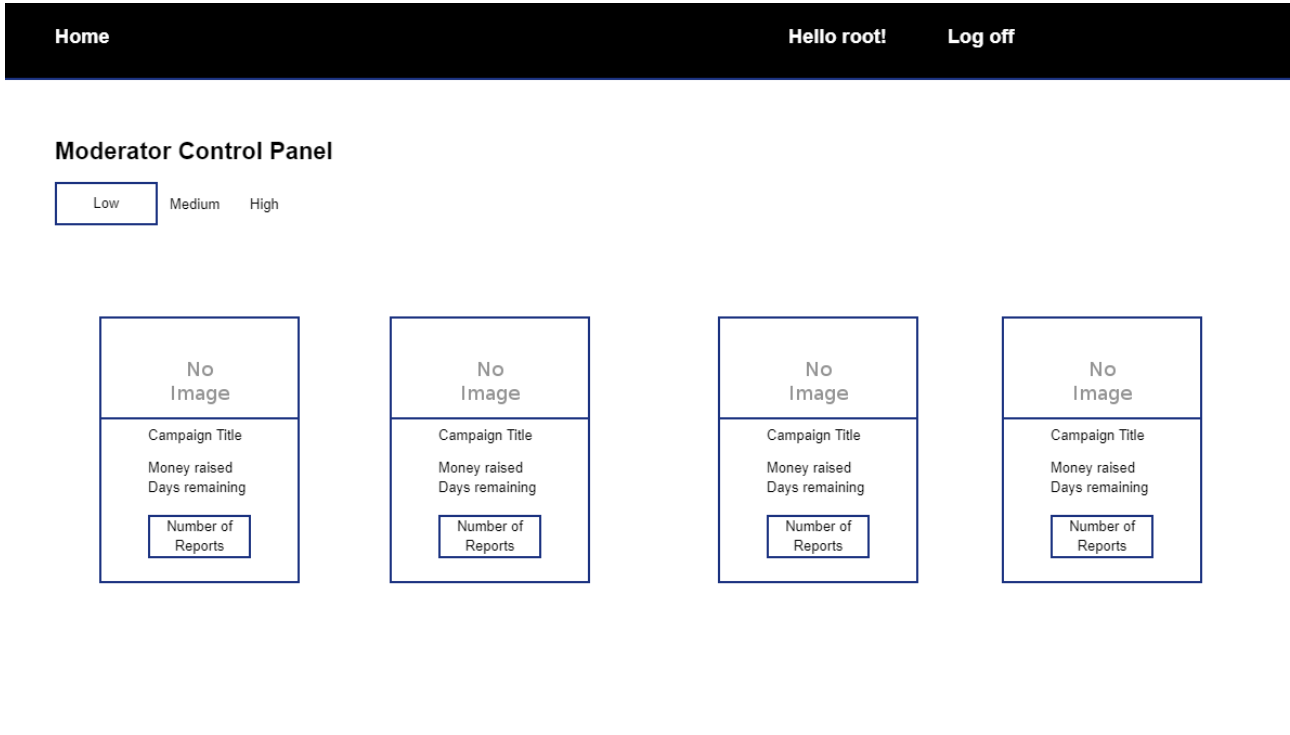 Home Hello root! Log off
Moderator Control Panel
Low Medium High
No
Image
Campaign Title
Money raised
Days remaining
Number of
Reports
No
Image
Campaign Title
Money raised
Days remaining
Number of
Reports
No
Image
Campaign Title
Money raised
Days remaining
Number of
Reports
No
Image
Campaign Title
Money raised
Days remaining
Number of
Reports